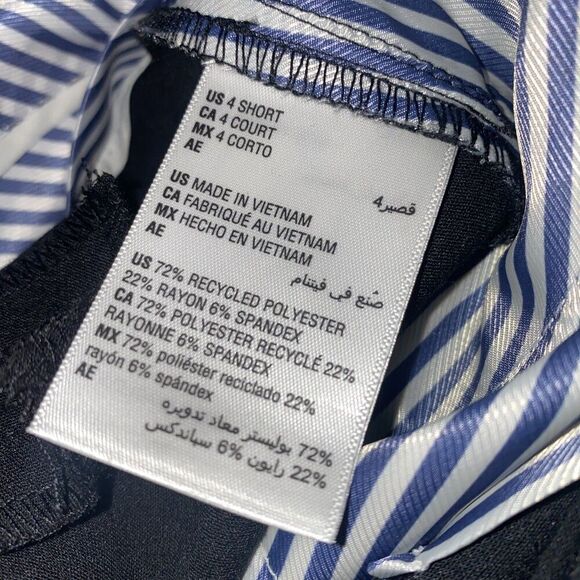 US 4 SHORT
CA 4 COURT
MX 4 CORTO
AE
قصير4
US MADE IN VIETNAM
CA FABRIQUÉ AU VIETNAM
MX HECHO EN VIETNAM
AE
صُنع في فيتنام
US 72% RECYCLED POLYESTER
22% RAYON 6% SPANDEX
CA 72% POLYESTER RECYCLÉ 22%
RAYONNE 6% SPANDEX
MX 72% poliéster reciclado 22%
rayón 6% spándex
AE
72% بوليستر معاد تدويره
22% رايون 6% سباندكس